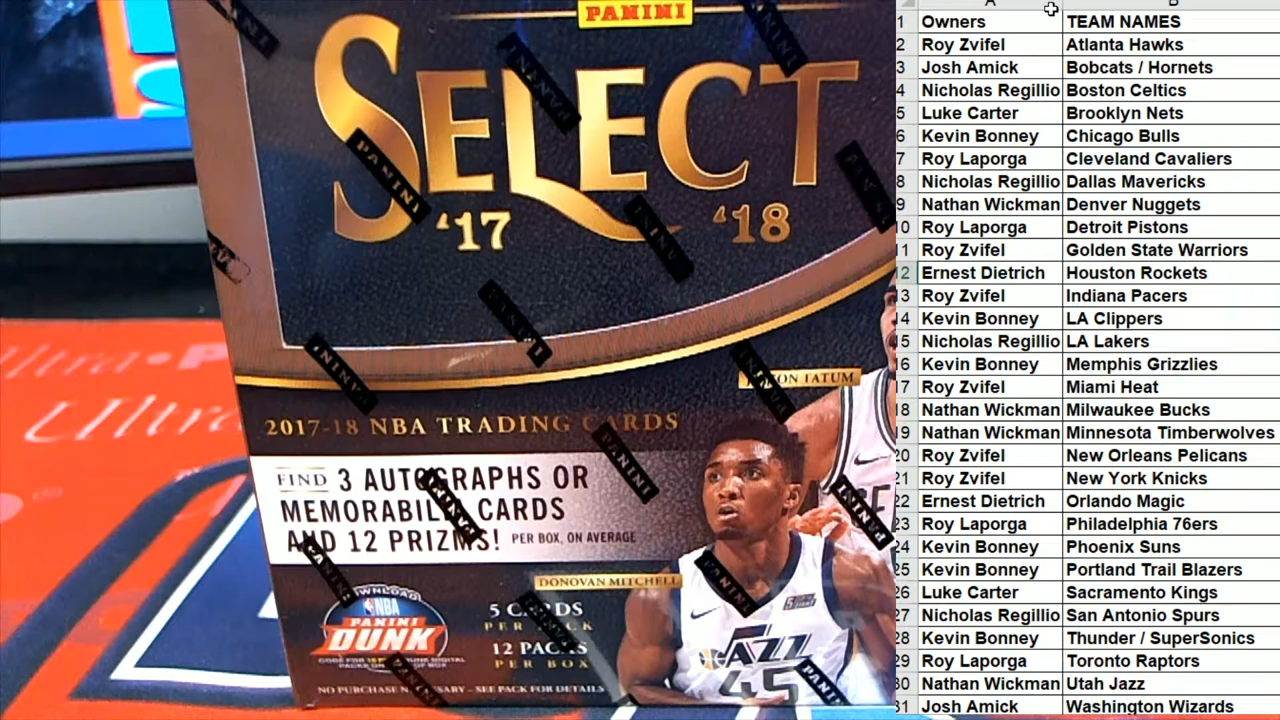 PANINI
SELECT
'17 '18
JAYSON TATUM
2017-18 NBA TRADING CARDS
FIND 3 AUTOGRAPHS OR
MEMORABILIA CARDS
AND 12 PRIZMS! PER BOX, ON AVERAGE
DONOVAN MITCHELL
DOWNLOAD
NBA
PANINI
DUNK
5 CARDS
PER PACK
12 PACKS
PER BOX
NO PURCHASE NECESSARY – SEE PACK FOR DETAILS
JAZZ
45
A B
1 Owners TEAM NAMES
2 Roy Zvifel Atlanta Hawks
3 Josh Amick Bobcats / Hornets
4 Nicholas Regillio Boston Celtics
5 Luke Carter Brooklyn Nets
6 Kevin Bonney Chicago Bulls
7 Roy Laporga Cleveland Cavaliers
8 Nicholas Regillio Dallas Mavericks
9 Nathan Wickman Denver Nuggets
10 Roy Laporga Detroit Pistons
11 Roy Zvifel Golden State Warriors
12 Ernest Dietrich Houston Rockets
13 Roy Zvifel Indiana Pacers
14 Kevin Bonney LA Clippers
15 Nicholas Regillio LA Lakers
16 Kevin Bonney Memphis Grizzlies
17 Roy Zvifel Miami Heat
18 Nathan Wickman Milwaukee Bucks
19 Nathan Wickman Minnesota Timberwolves
20 Roy Zvifel New Orleans Pelicans
21 Roy Zvifel New York Knicks
22 Ernest Dietrich Orlando Magic
23 Roy Laporga Philadelphia 76ers
24 Kevin Bonney Phoenix Suns
25 Kevin Bonney Portland Trail Blazers
26 Luke Carter Sacramento Kings
27 Nicholas Regillio San Antonio Spurs
28 Kevin Bonney Thunder / SuperSonics
29 Roy Laporga Toronto Raptors
30 Nathan Wickman Utah Jazz
31 Josh Amick Washington Wizards